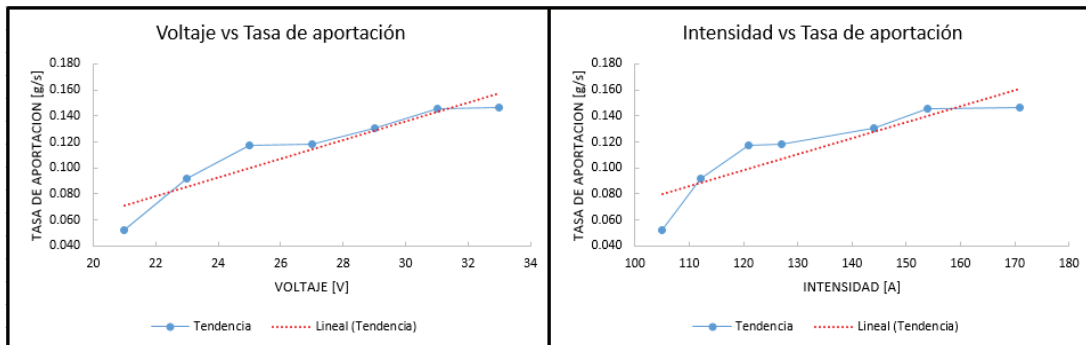 Voltaje vs Tasa de aportación
TASA DE APORTACION [g/s]
0.180
0.160
0.140
0.120
0.100
0.080
0.060
0.040
20 22 24 26 28 30 32 34
VOLTAJE [V]
Tendencia Lineal (Tendencia)
Intensidad vs Tasa de aportación
TASA DE APORTACION [g/s]
0.180
0.160
0.140
0.120
0.100
0.080
0.060
0.040
100 110 120 130 140 150 160 170 180
INTENSIDAD [A]
Tendencia Lineal (Tendencia)